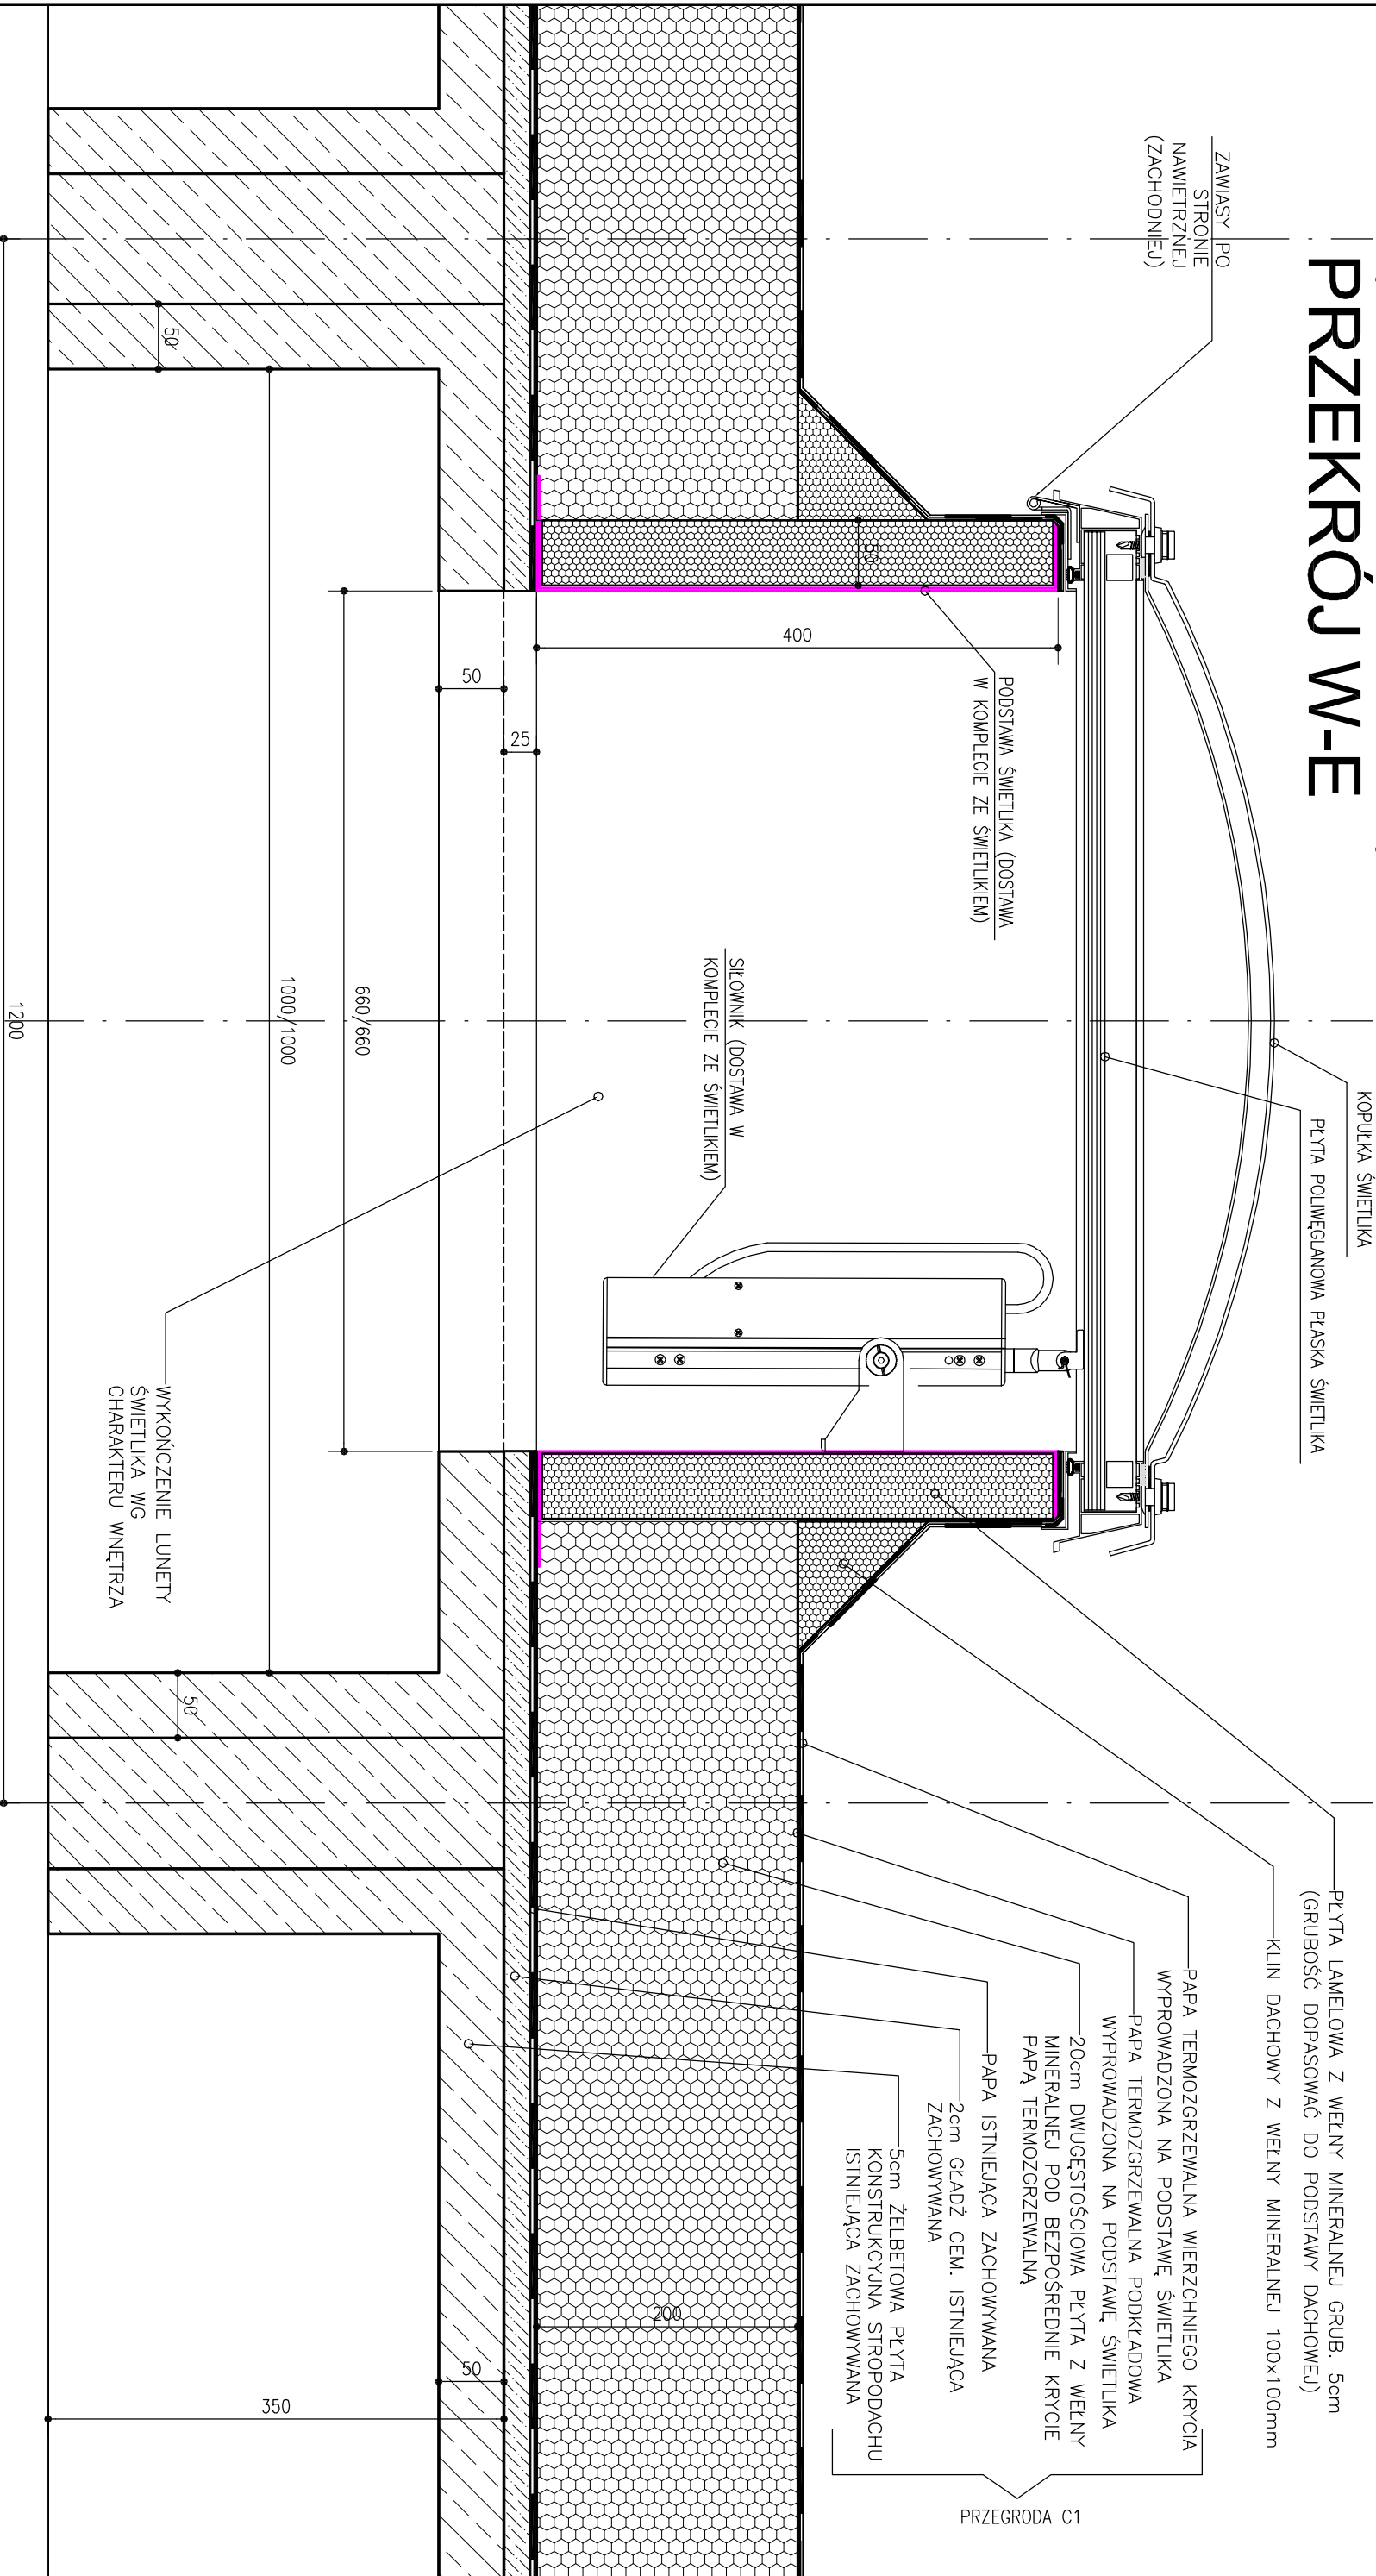 PRZEKRÓJ W-E
ZAWIASY PO
STRONIE
NAWIETRZNEJ
(ZACHODNIEJ)
KOPUŁKA ŚWIETLIKA
PŁYTA POLIWĘGLANOWA PŁASKA ŚWIETLIKA
PODSTAWA ŚWIETLIKA (DOSTAWA
W KOMPLECIE ZE ŚWIETLIKIEM)
SIŁOWNIK (DOSTAWA W
KOMPLECIE ZE ŚWIETLIKIEM)
WYKOŃCZENIE LUNETY
ŚWIETLIKA WG
CHARAKTERU WNĘTRZA
PŁYTA LAMELOWA Z WEŁNY MINERALNEJ GRUB. 5cm
(GRUBOŚĆ DOPASOWAĆ DO PODSTAWY DACHOWEJ)
KLIN DACHOWY Z WEŁNY MINERALNEJ 100x100mm
PAPA TERMOZGRZEWALNA WIERZCHNIEGO KRYCIA
WYPROWADZONA NA PODSTAWĘ ŚWIETLIKA
PAPA TERMOZGRZEWALNA PODKŁADOWA
WYPROWADZONA NA PODSTAWĘ ŚWIETLIKA
20cm DWUGĘSTOŚCIOWA PŁYTA Z WEŁNY
MINERALNEJ POD BEZPOŚREDNIE KRYCIE
PAPĄ TERMOZGRZEWALNĄ
PAPA ISTNIEJĄCA ZACHOWYWANA
2cm GŁADŹ CEM. ISTNIEJĄCA
ZACHOWYWANA
5cm ŻELBETOWA PŁYTA
KONSTRUKCYJNA STROPODACHU
ISTNIEJĄCA ZACHOWYWANA
PRZEGRODA C1
50
50
400
50
25
660/660
1000/1000
1200
50
200
50
350